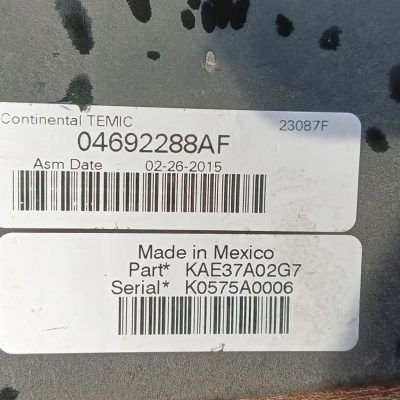 Continental TEMIC 23087F
04692288AF
Asm Date : 02-26-2015
Made in Mexico
Part* KAE37A02G7
Serial* K0575A0006